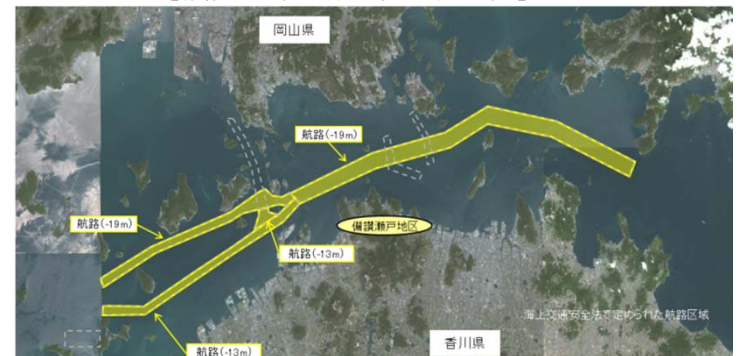 岡山県
航路(-19m)
航路(-19m)
備讃瀬戸地区
航路(-13m)
海上交通安全法で定められた航路区域
香川県
航路(-13m)